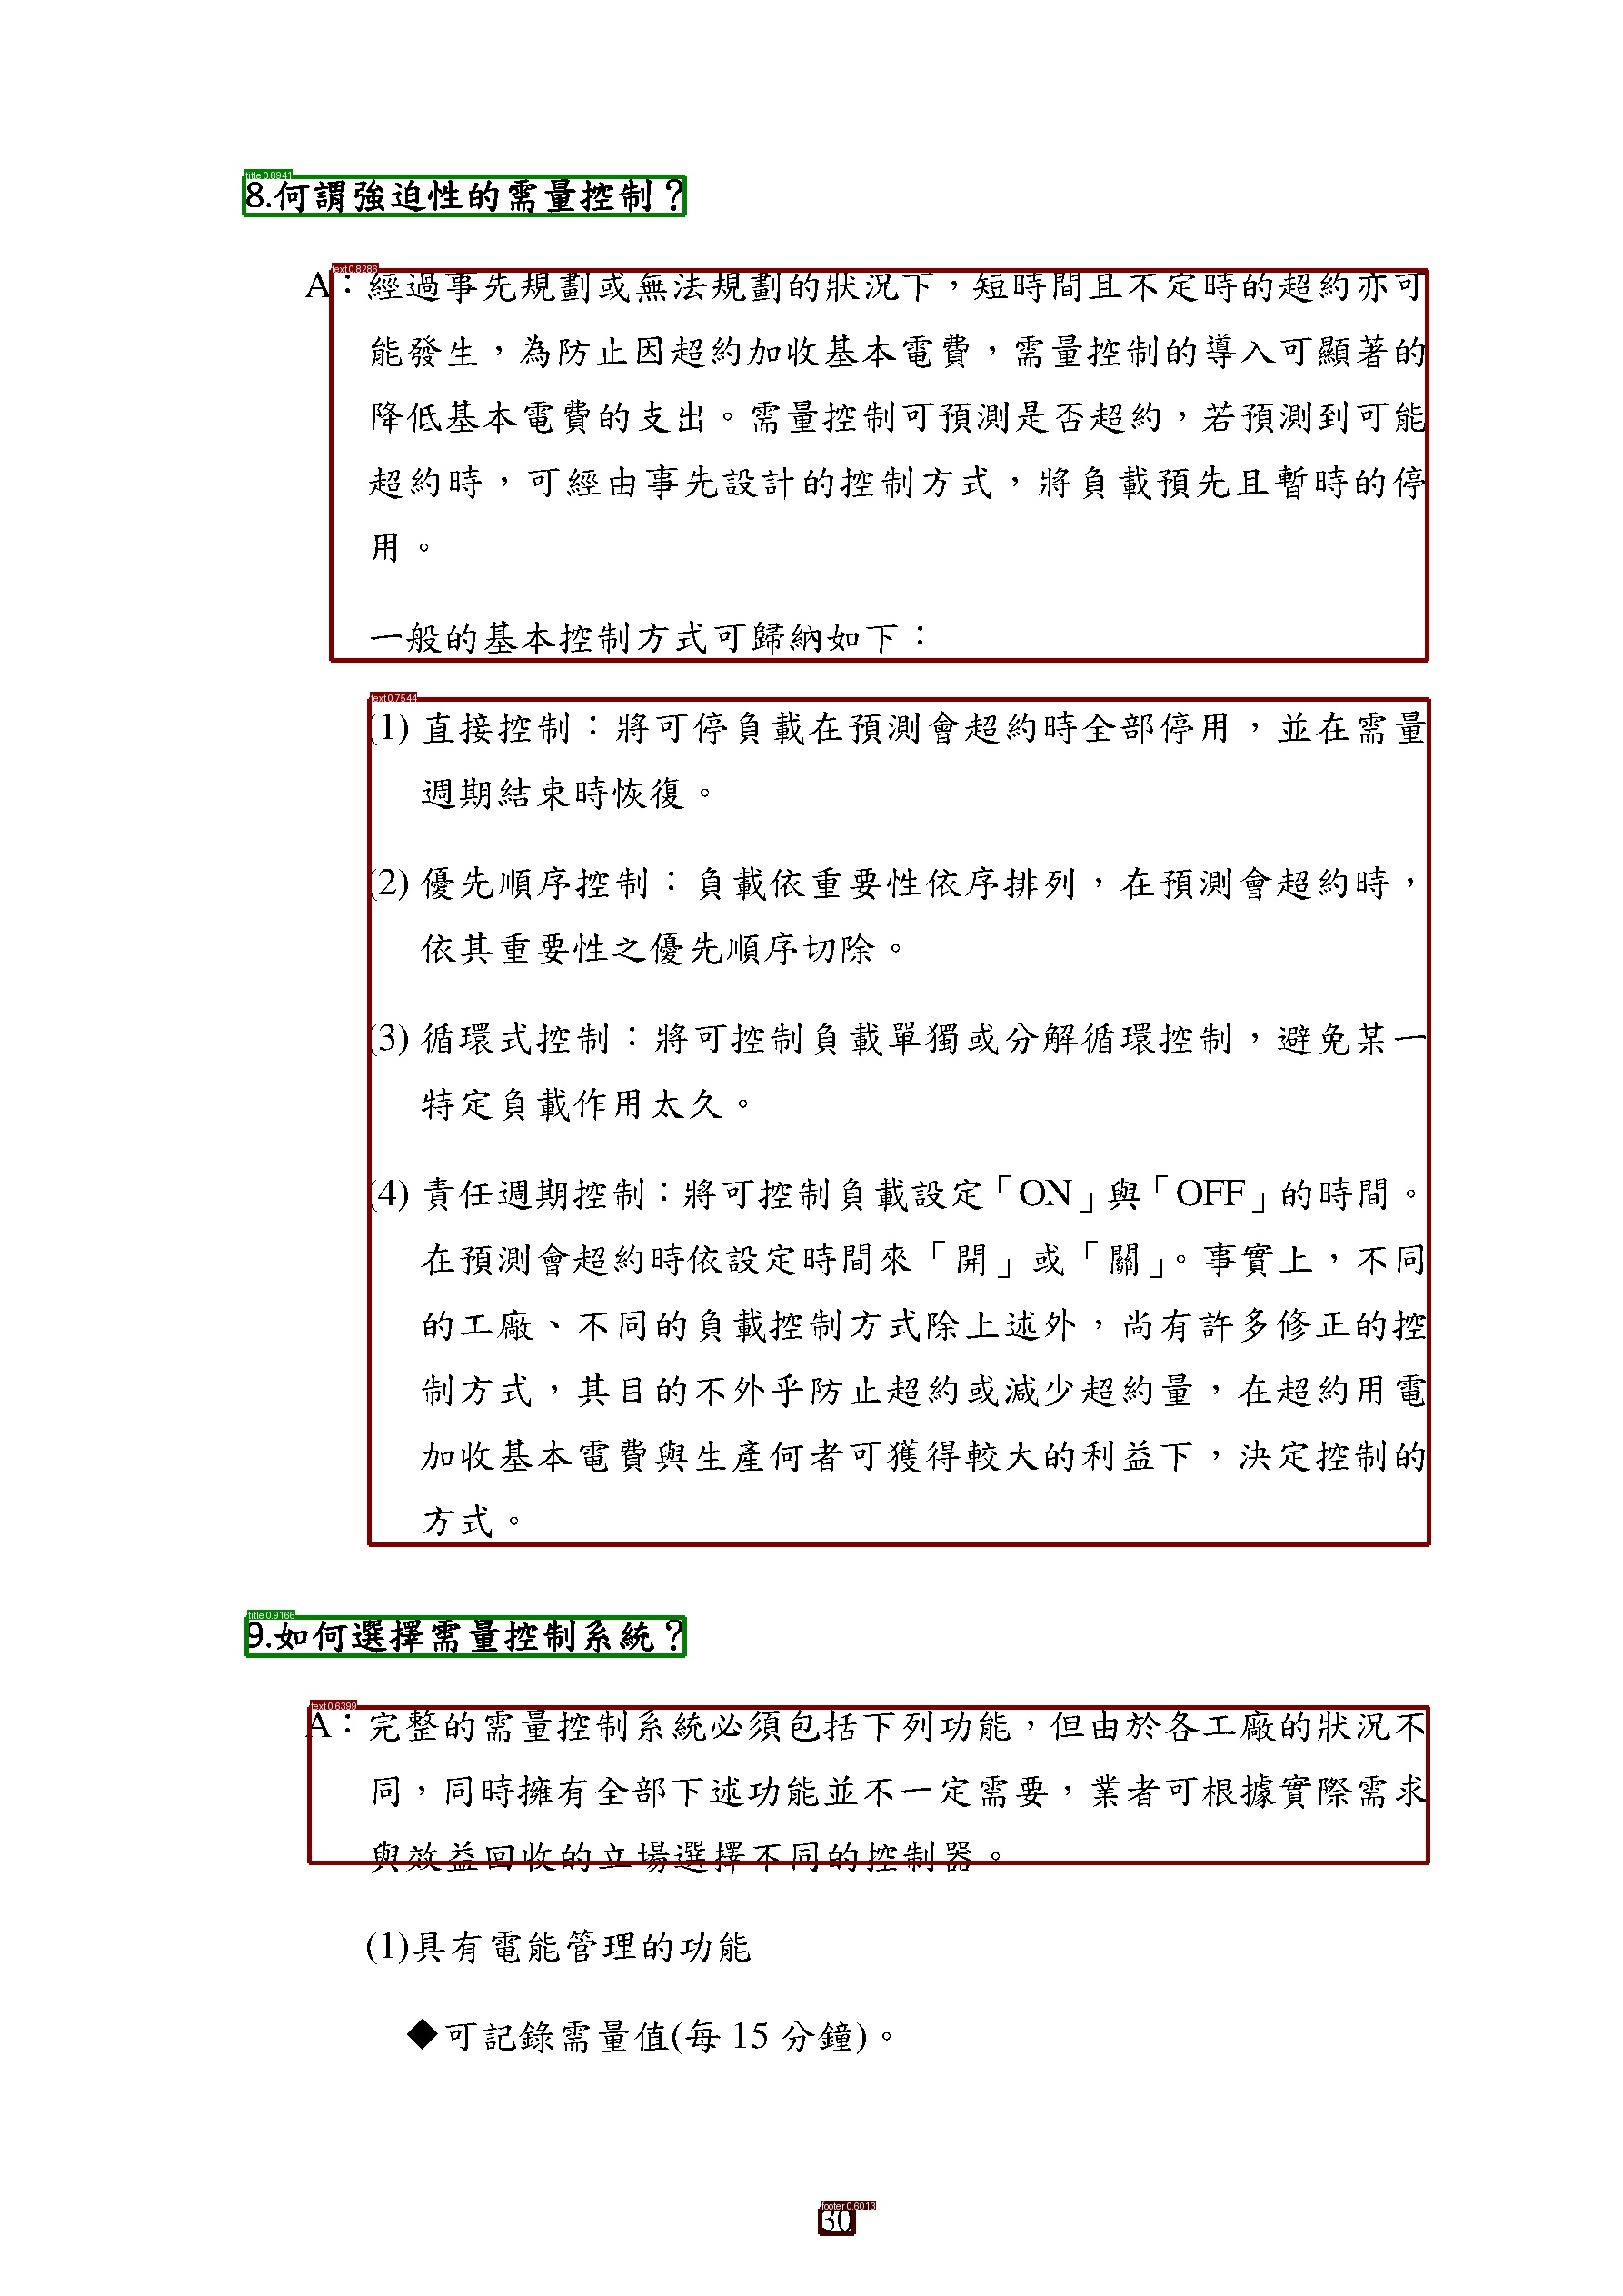 title 0.8941
8.何謂強迫性的需量控制？
text 0.8286
A：經過事先規劃或無法規劃的狀況下，短時間且不定時的超約亦可
能發生，為防止因超約加收基本電費，需量控制的導入可顯著的
降低基本電費的支出。需量控制可預測是否超約，若預測到可能
超約時，可經由事先設計的控制方式，將負載預先且暫時的停
用。
一般的基本控制方式可歸納如下：
text 0.7544
(1) 直接控制：將可停負載在預測會超約時全部停用，並在需量
週期結束時恢復。
(2) 優先順序控制：負載依重要性依序排列，在預測會超約時，
依其重要性之優先順序切除。
(3) 循環式控制：將可控制負載單獨或分解循環控制，避免某一
特定負載作用太久。
(4) 責任週期控制：將可控制負載設定「ON」與「OFF」的時間。
在預測會超約時依設定時間來「開」或「關」。事實上，不同
的工廠、不同的負載控制方式除上述外，尚有許多修正的控
制方式，其目的不外乎防止超約或減少超約量，在超約用電
加收基本電費與生產何者可獲得較大的利益下，決定控制的
方式。
title 0.9166
9.如何選擇需量控制系統？
text 0.6399
A：完整的需量控制系統必須包括下列功能，但由於各工廠的狀況不
同，同時擁有全部下述功能並不一定需要，業者可根據實際需求
與效益回收的立場選擇不同的控制器。
(1)具有電能管理的功能
◆可記錄需量值(每 15 分鐘)。
footer 0.6013
30